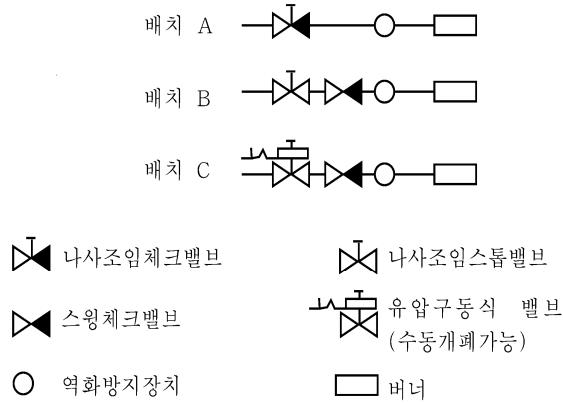 배치 A
배치 B
배치 C
나사조임체크밸브
나사조임스톱밸브
스윙체크밸브
유압구동식 밸브
(수동개폐가능)
역화방지장치
버너